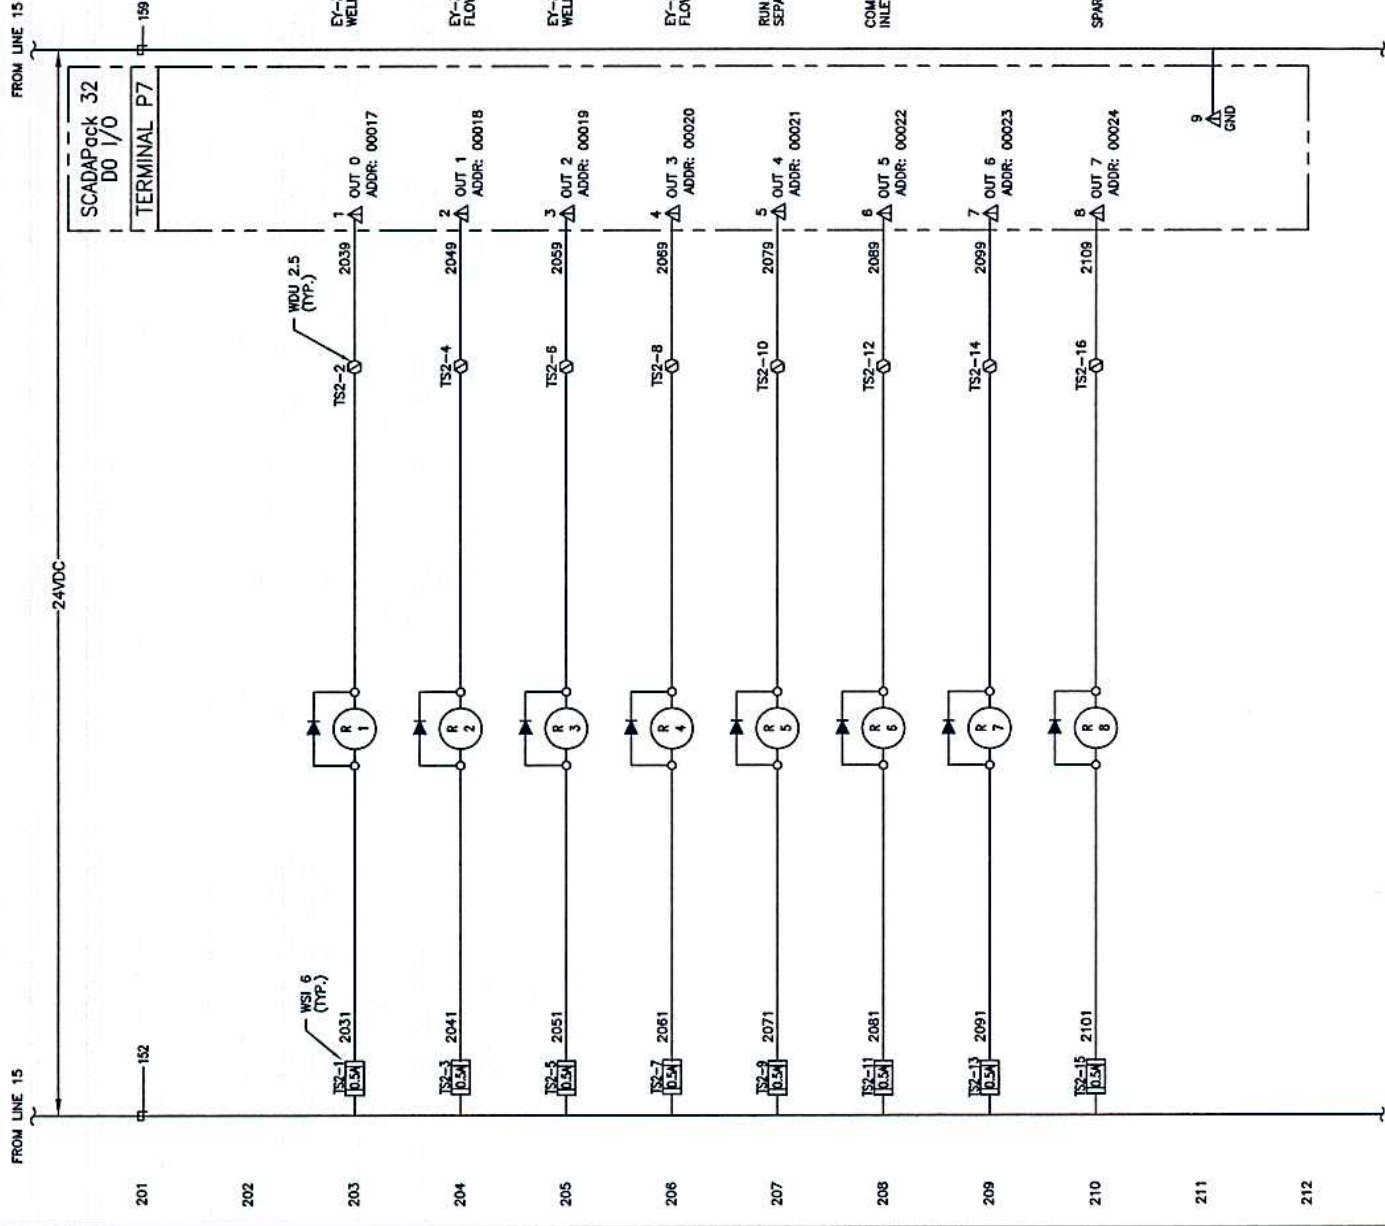 FROM LINE 15
FROM LINE 15
24VDC
SCADAPack 32
DO I/O
TERMINAL P7
201
152
159
202
203
TS2-1
0.5A
WSI 6
(TYP.)
2031
R
1
TS2-2
WDU 2.5
(TYP.)
2039
1
OUT 0
ADDR: 00017
204
TS2-3
0.5A
2041
R
2
TS2-4
2049
2
OUT 1
ADDR: 00018
205
TS2-5
0.5A
2051
R
3
TS2-6
2059
3
OUT 2
ADDR: 00019
206
TS2-7
0.5A
2061
R
4
TS2-8
2069
4
OUT 3
ADDR: 00020
207
TS2-9
0.5A
2071
R
5
TS2-10
2079
5
OUT 4
ADDR: 00021
RUN
208
TS2-11
0.5A
2081
R
6
TS2-12
2089
6
OUT 5
ADDR: 00022
INLE
209
TS2-13
0.5A
2091
R
7
TS2-14
2099
7
OUT 6
ADDR: 00023
210
TS2-15
0.5A
2101
R
8
TS2-16
2109
8
OUT 7
ADDR: 00024
SPAR
211
9
GND
212